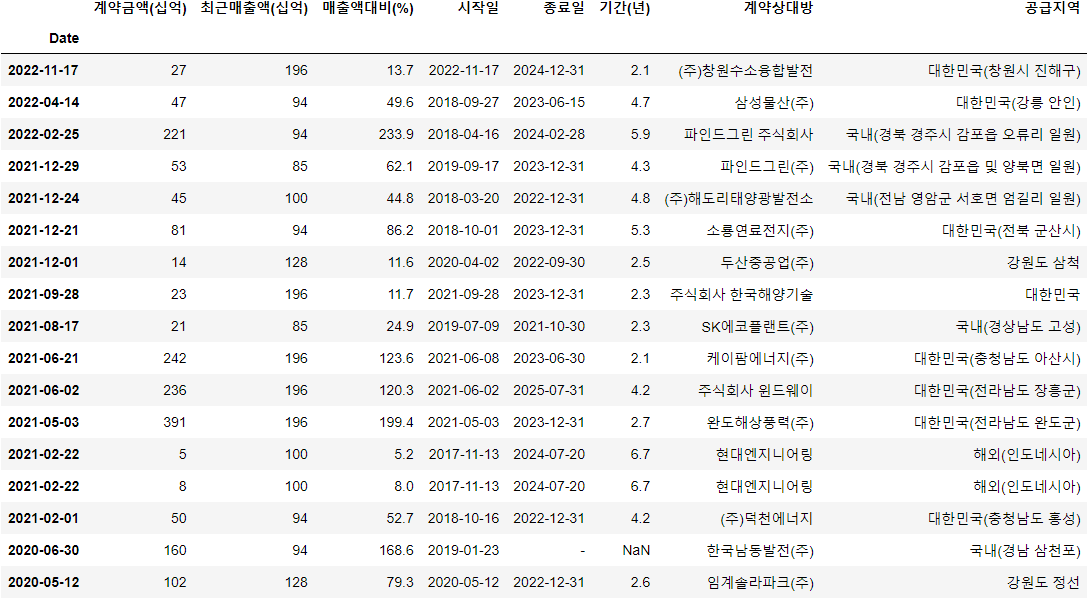 계약금액(십억) 최근매출액(십억) 매출액대비(%) 시작일 종료일 기간(년) 계약상대방 공급지역
Date
2022-11-17 27 196 13.7 2022-11-17 2024-12-31 2.1 (주)창원수소융합발전 대한민국(창원시 진해구)
2022-04-14 47 94 49.6 2018-09-27 2023-06-15 4.7 삼성물산(주) 대한민국(강릉 안인)
2022-02-25 221 94 233.9 2018-04-16 2024-02-28 5.9 파인드그린 주식회사 국내(경북 경주시 감포읍 오류리 일원)
2021-12-29 53 85 62.1 2019-09-17 2023-12-31 4.3 파인드그린(주) 국내(경북 경주시 감포읍 및 양북면 일원)
2021-12-24 45 100 44.8 2018-03-20 2022-12-31 4.8 (주)해도리태양광발전소 국내(전남 영암군 서호면 엄길리 일원)
2021-12-21 81 94 86.2 2018-10-01 2023-12-31 5.3 소룡연료전지(주) 대한민국(전북 군산시)
2021-12-01 14 128 11.6 2020-04-02 2022-09-30 2.5 두산중공업(주) 강원도 삼척
2021-09-28 23 196 11.7 2021-09-28 2023-12-31 2.3 주식회사 한국해양기술 대한민국
2021-08-17 21 85 24.9 2019-07-09 2021-10-30 2.3 SK에코플랜트(주) 국내(경상남도 고성)
2021-06-21 242 196 123.6 2021-06-08 2023-06-30 2.1 케이팜에너지(주) 대한민국(충청남도 아산시)
2021-06-02 236 196 120.3 2021-06-02 2025-07-31 4.2 주식회사 윈드웨이 대한민국(전라남도 장흥군)
2021-05-03 391 196 199.4 2021-05-03 2023-12-31 2.7 완도해상풍력(주) 대한민국(전라남도 완도군)
2021-02-22 5 100 5.2 2017-11-13 2024-07-20 6.7 현대엔지니어링 해외(인도네시아)
2021-02-22 8 100 8.0 2017-11-13 2024-07-20 6.7 현대엔지니어링 해외(인도네시아)
2021-02-01 50 94 52.7 2018-10-16 2022-12-31 4.2 (주)덕천에너지 대한민국(충청남도 홍성)
2020-06-30 160 94 168.6 2019-01-23 - NaN 한국남동발전(주) 국내(경남 삼천포)
2020-05-12 102 128 79.3 2020-05-12 2022-12-31 2.6 임계솔라파크(주) 강원도 정선